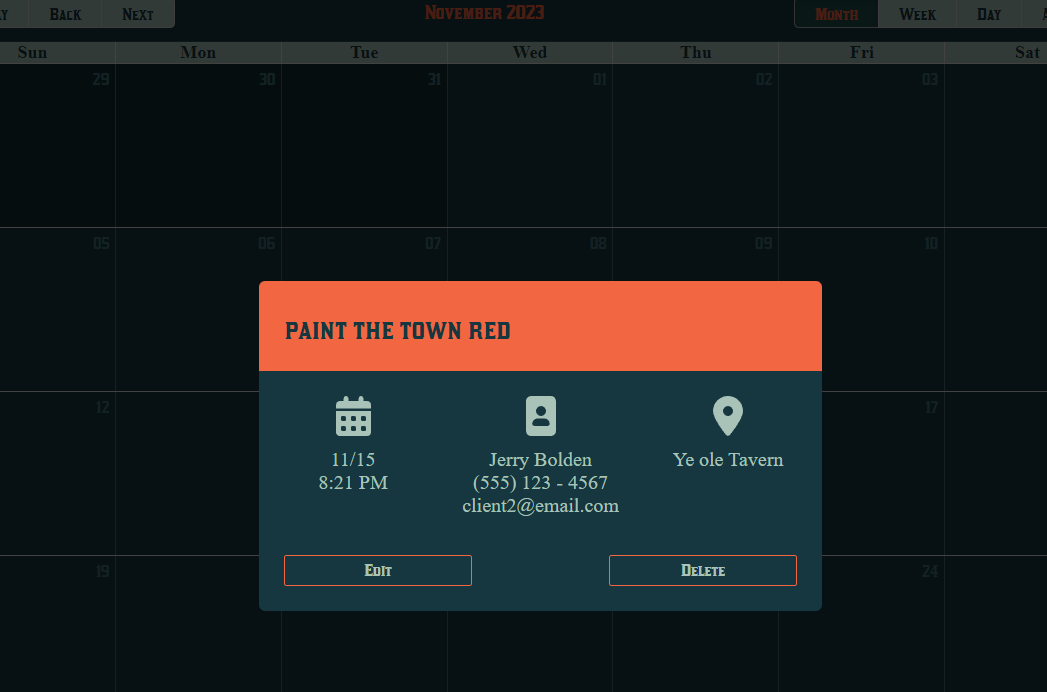 Back Next November 2023 Month Week Day
Sun Mon Tue Wed Thu Fri Sat
29 30 31 01 02 03
05 06 07 08 09 10
PAINT THE TOWN RED
12 17
11/15 Jerry Bolden Ye ole Tavern
8:21 PM (555) 123 - 4567
client2@email.com
19 Edit Delete 24